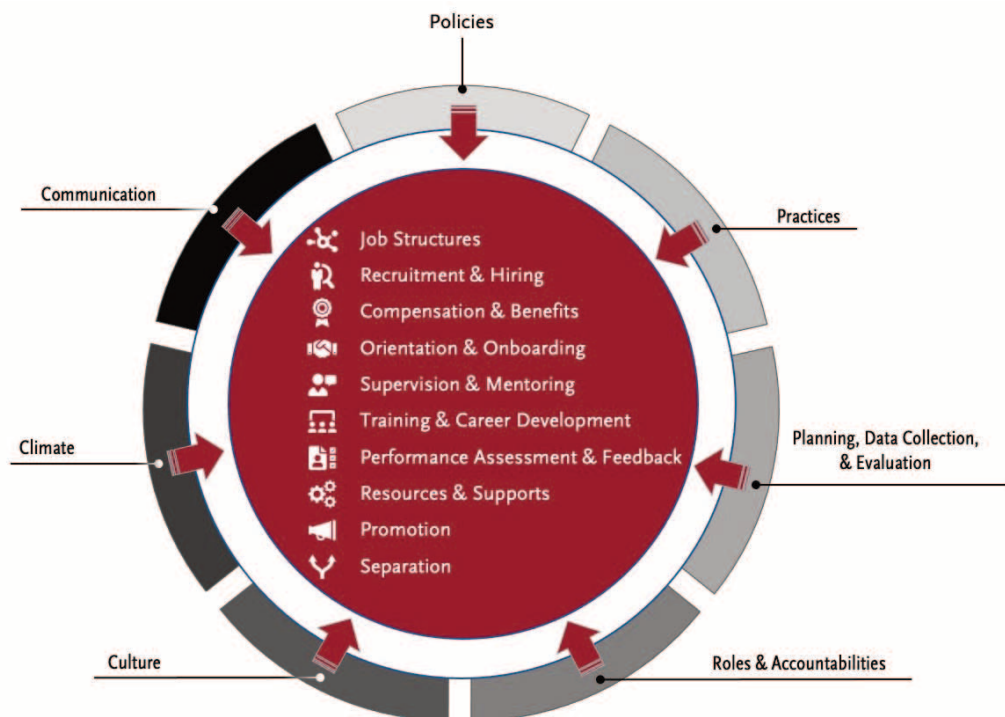 Policies
Communication
Practices
Job Structures
Recruitment & Hiring
Compensation & Benefits
Orientation & Onboarding
Supervision & Mentoring
Training & Career Development
Performance Assessment & Feedback
Resources & Supports
Promotion
Separation
Climate
Planning, Data Collection,
& Evaluation
Culture
Roles & Accountabilities